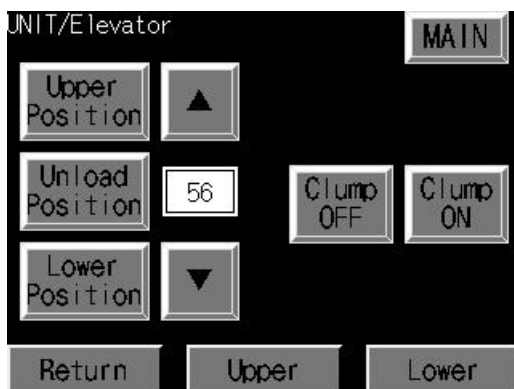 UNIT/Elevator
MAIN
Upper
Position
▲
Unload
Position
56
Clump
OFF
Clump
ON
Lower
Position
▼
Return
Upper
Lower